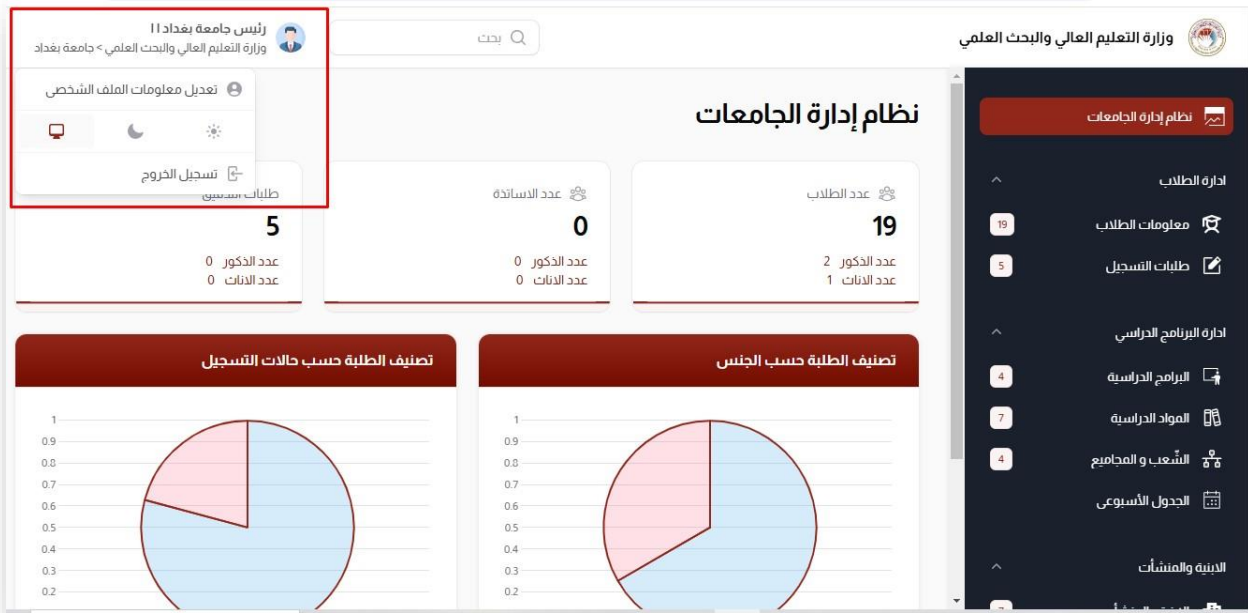 وزارة التعليم العالي والبحث العلمي
بحث
رئيس جامعة بغداد ا ا
وزارة التعليم العالي والبحث العلمي > جامعة بغداد
تعديل معلومات الملف الشخصي
تسجيل الخروج
نظام إدارة الجامعات
ادارة الطلاب
معلومات الطلاب 19
طلبات التسجيل 5
ادارة البرنامج الدراسي
البرامج الدراسية 4
المواد الدراسية 7
الشُعب و المجاميع 4
الجدول الأسبوعي
الابنية والمنشأت
نظام إدارة الجامعات
عدد الطلاب
19
عدد الذكور 2
عدد الاناث 1
عدد الاساتذة
0
عدد الذكور 0
عدد الاناث 0
طلبات التدقيق
5
عدد الذكور 0
عدد الاناث 0
تصنيف الطلبة حسب الجنس
1
0.9
0.8
0.7
0.6
0.5
0.4
0.3
0.2
تصنيف الطلبة حسب حالات التسجيل
1
0.9
0.8
0.7
0.6
0.5
0.4
0.3
0.2